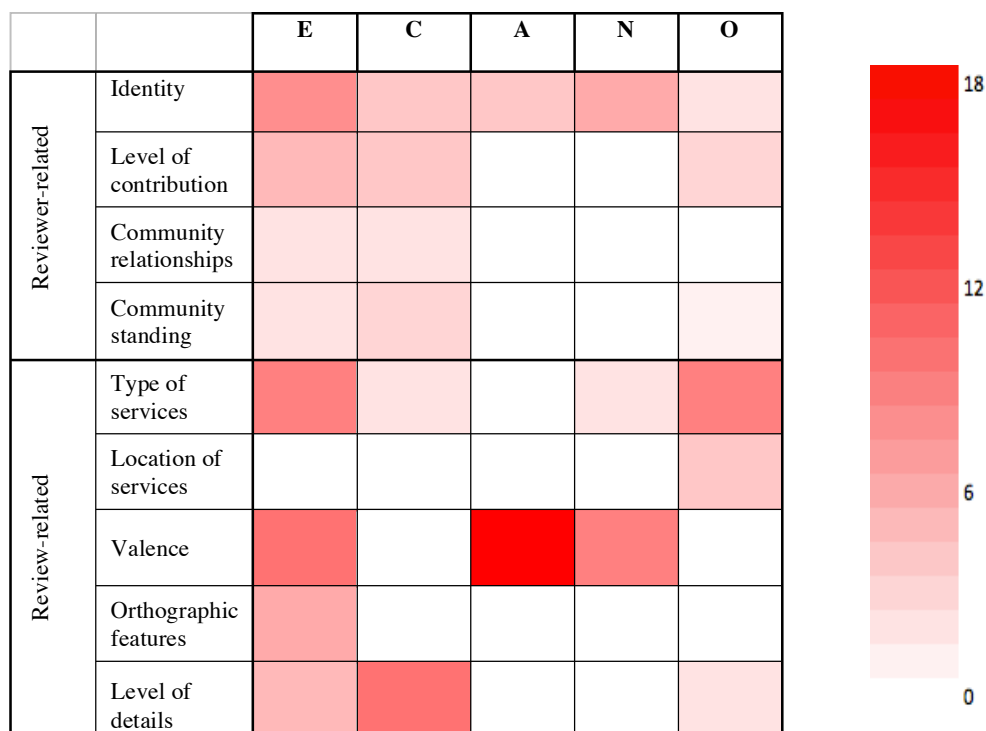 E C A N O
Reviewer-related
Identity
Level of
contribution
Community
relationships
Community
standing
Review-related
Type of
services
Location of
services
Valence
Orthographic
features
Level of
details
18
12
6
0